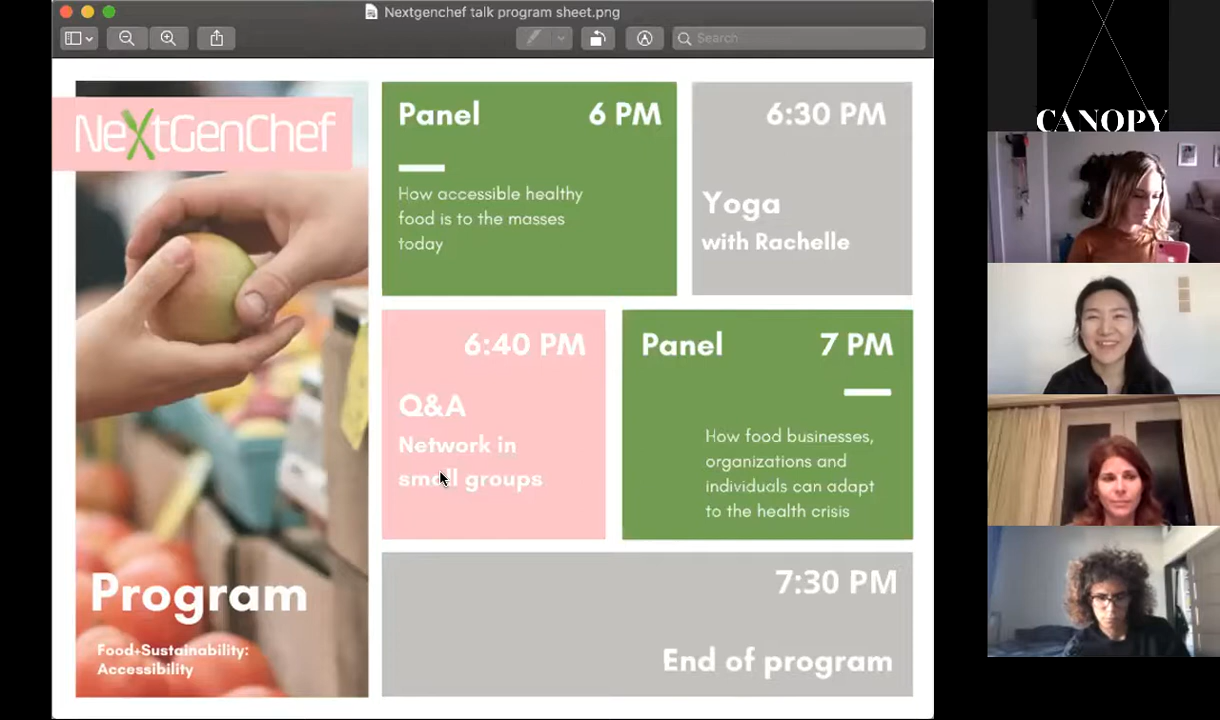 Nextgenchef talk program sheet.png
Search
NeXtGenChef
Program
Food+Sustainability:
Accessibility
Panel 6 PM
How accessible healthy
food is to the masses
today
6:30 PM
Yoga
with Rachelle
6:40 PM
Q&A
Network in
small groups
Panel 7 PM
How food businesses,
organizations and
individuals can adapt
to the health crisis
7:30 PM
End of program
CANOPY